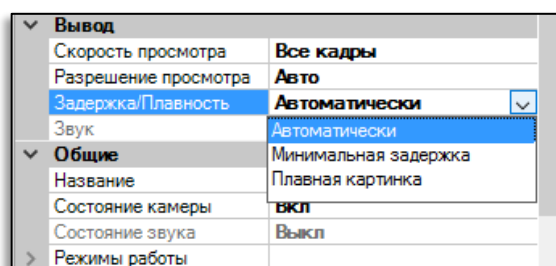 Вывод
Скорость просмотра Все кадры
Разрешение просмотра Авто
Задержка/Плавность Автоматически
Звук Автоматически
Общие Минимальная задержка
Название Плавная картинка
Состояние камеры Вкл
Состояние звука Выкл
Режимы работы